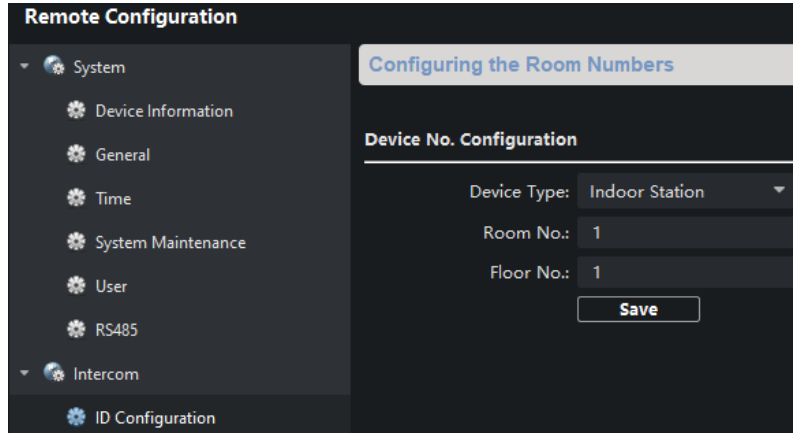 Remote Configuration
System
Device Information
General
Time
System Maintenance
User
RS485
Intercom
ID Configuration
Configuring the Room Numbers
Device No. Configuration
Device Type: Indoor Station
Room No.: 1
Floor No.: 1
Save